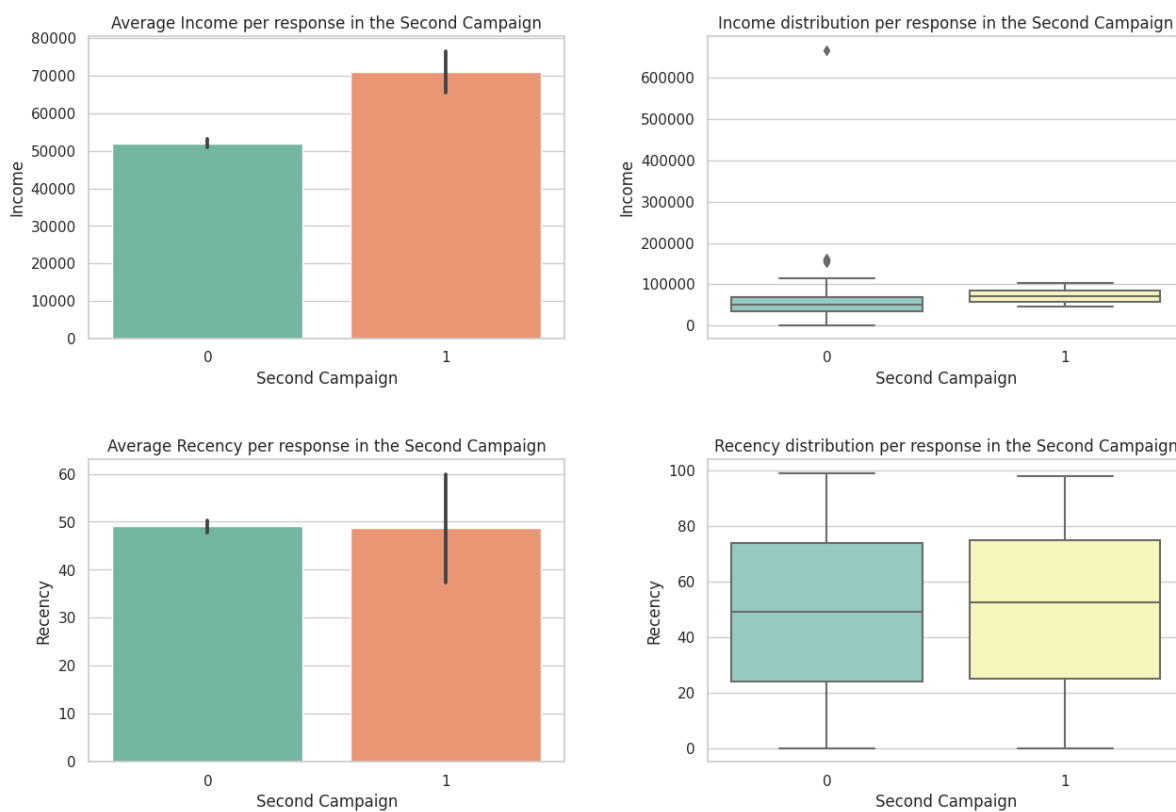 Average Income per response in the Second Campaign
80000
70000
60000
50000
40000
30000
20000
10000
0
Income
0 1
Second Campaign
Income distribution per response in the Second Campaign
600000
500000
400000
300000
200000
100000
0
Income
0 1
Second Campaign
Average Recency per response in the Second Campaign
60
50
40
30
20
10
0
Recency
0 1
Second Campaign
Recency distribution per response in the Second Campaign
100
80
60
40
20
0
Recency
0 1
Second Campaign